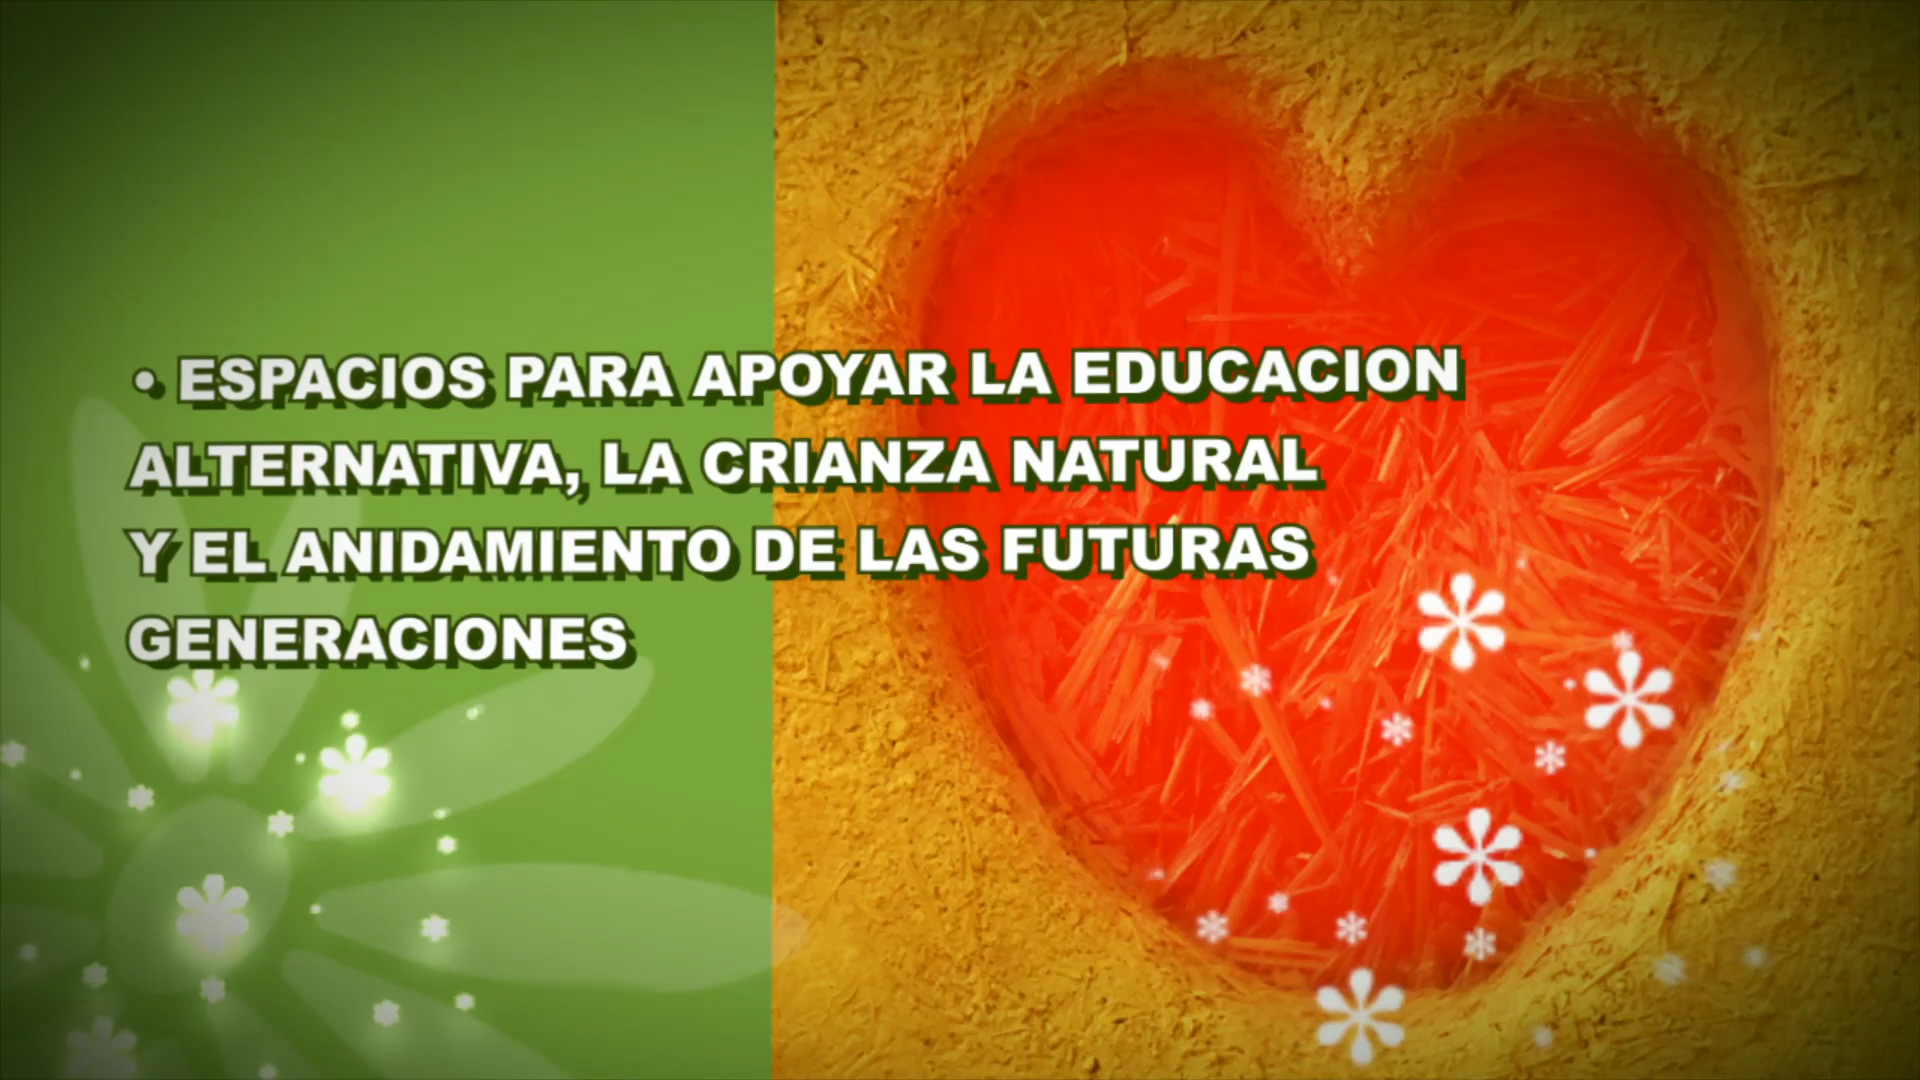 • ESPACIOS PARA APOYAR LA EDUCACION
ALTERNATIVA, LA CRIANZA NATURAL
Y EL ANIDAMIENTO DE LAS FUTURAS
GENERACIONES